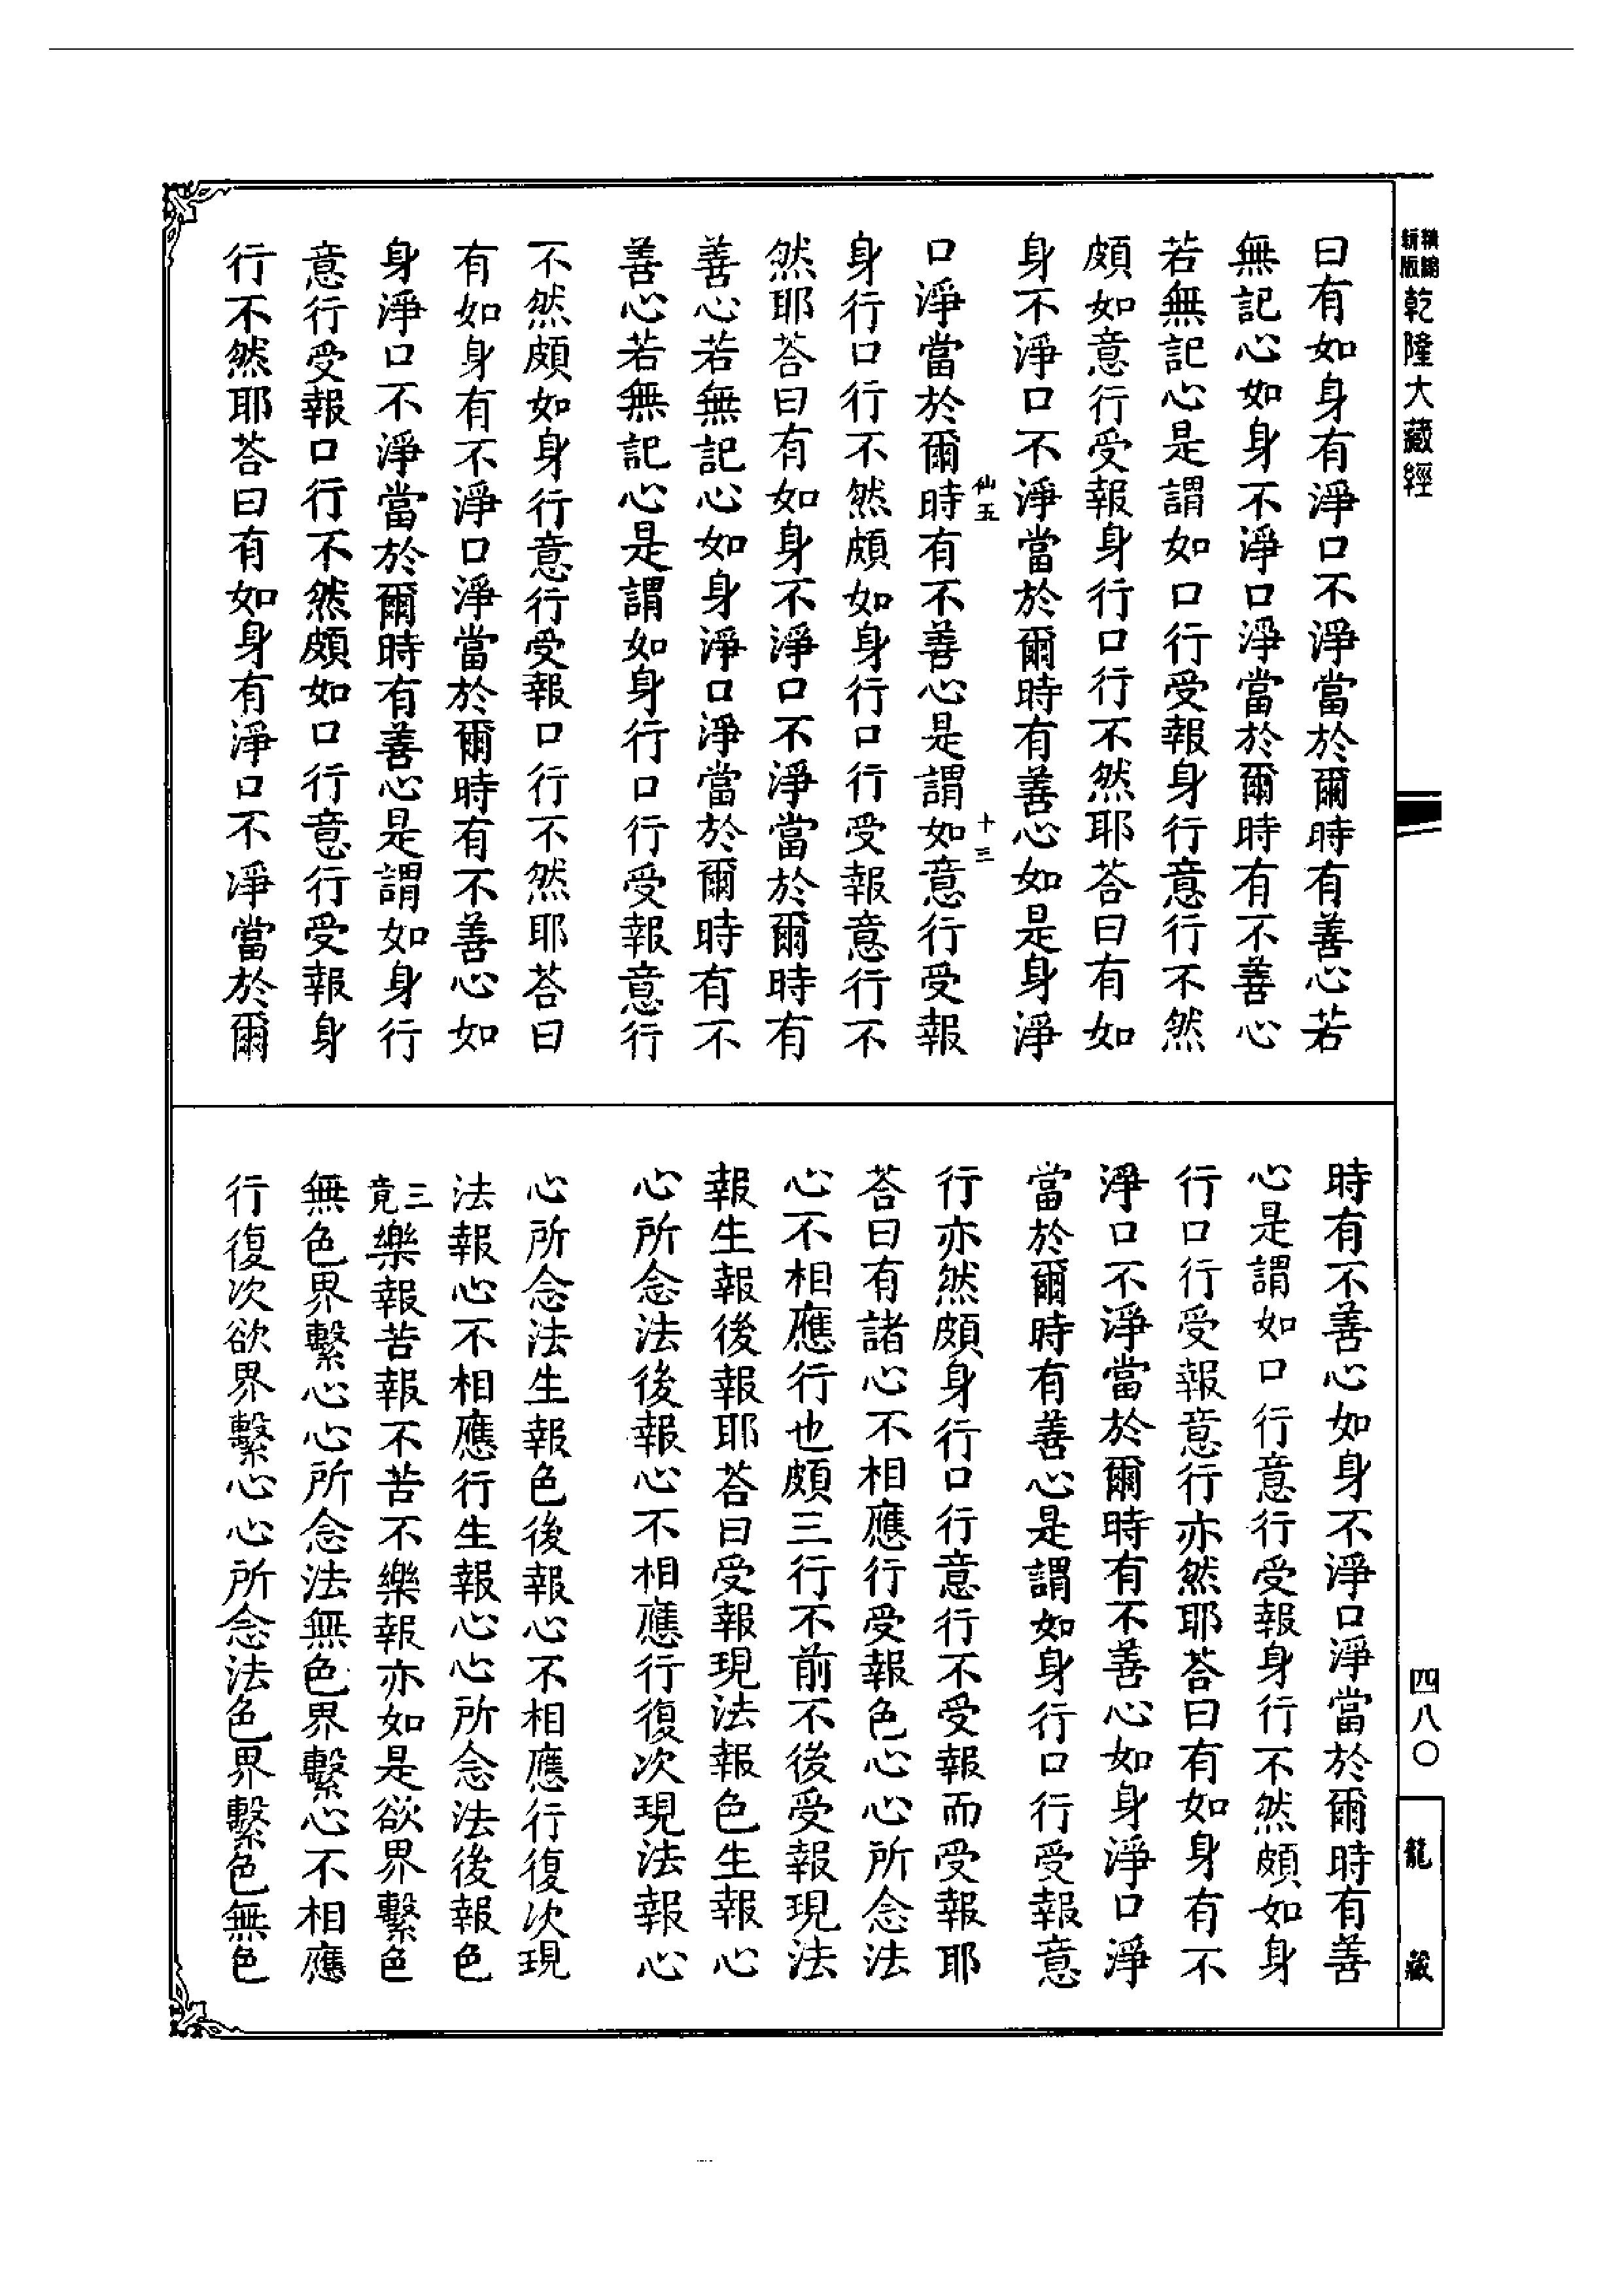 精編
新版
乾隆大藏經
四八〇
龍藏
曰有如身有淨口不淨當於爾時有善心若
無記心如身不淨口淨當於爾時有不善心
若無記心是謂如口行受報身行意行不然
頗如意行受報身行口行不然耶荅曰有如
身不淨口不淨當於爾時有善心如是身淨
仙五
十三
口淨當於爾時有不善心是謂如意行受報
身行口行不然頗如身行口行受報意行不
然耶荅曰有如身不淨口不淨當於爾時有
善心若無記心如身淨口淨當於爾時有不
善心若無記心是謂如身行口行受報意行
不然頗如身行意行受報口行不然耶荅曰
有如身有不淨口淨當於爾時有不善心如
身淨口不淨當於爾時有善心是謂如身行
意行受報口行不然頗如口行意行受報身
行不然耶荅曰有如身有淨口不淨當於爾
時有不善心如身不淨口淨當於爾時有善
心是謂如口行意行受報身行不然頗如身
行口行受報意行亦然耶荅曰有如身有不
淨口不淨當於爾時有不善心如身淨口淨
當於爾時有善心是謂如身行口行受報意
行亦然頗身行口行意行不受報而受報耶
荅曰有諸心不相應行受報色心心所念法
心不相應行也頗三行不前不後受報現法
報生報後報耶荅曰受報現法報色生報心
心所念法後報心不相應行復次現法報心
心所念法生報色後報心不相應行復次現
法報心不相應行生報心心所念法後報色
三竟樂報苦報不苦不樂報亦如是欲界繫色
無色界繫心心所念法無色界繫心不相應
行復次欲界繫心心所念法色界繫色無色